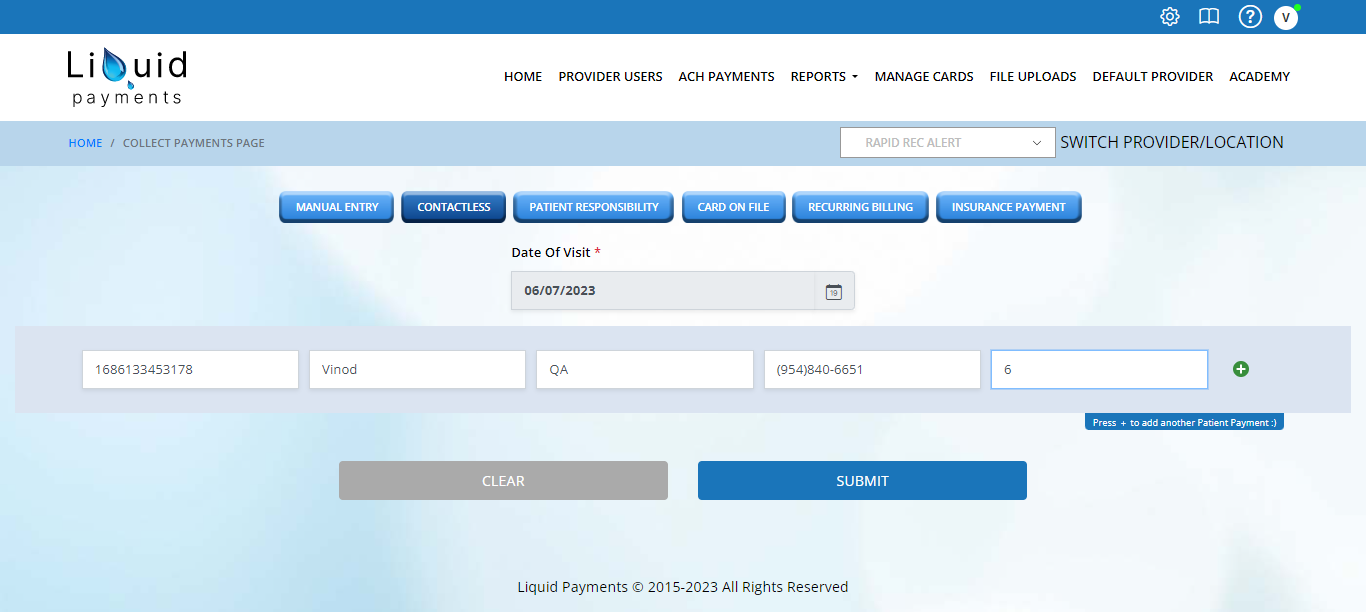 V
Liquid
payments
HOME PROVIDER USERS ACH PAYMENTS REPORTS MANAGE CARDS FILE UPLOADS DEFAULT PROVIDER ACADEMY
HOME / COLLECT PAYMENTS PAGE RAPID REC ALERT SWITCH PROVIDER/LOCATION
MANUAL ENTRY CONTACTLESS PATIENT RESPONSIBILITY CARD ON FILE RECURRING BILLING INSURANCE PAYMENT
Date Of Visit *
06/07/2023 19
1686133453178 Vinod QA (954)840-6651 6
Press + to add another Patient Payment :)
CLEAR SUBMIT
Liquid Payments © 2015-2023 All Rights Reserved